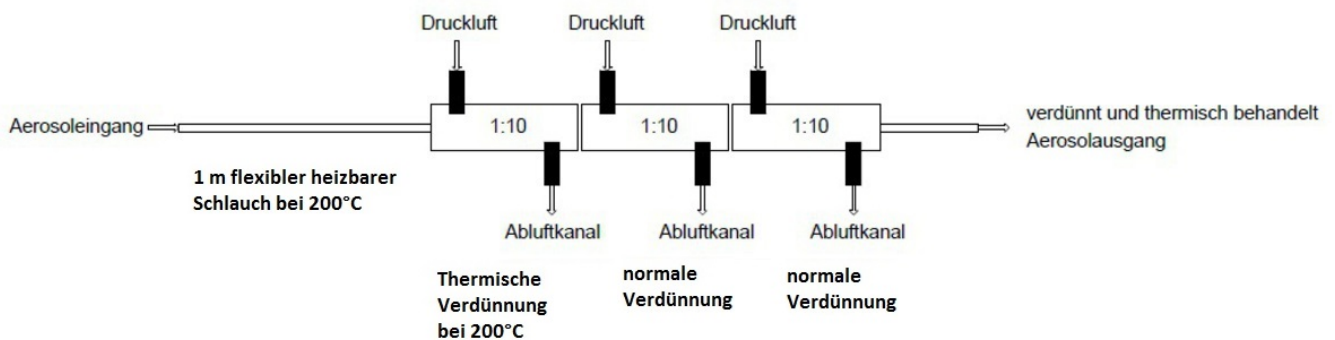 Druckluft
Druckluft
Druckluft
Aerosoleingang
1:10
1:10
1:10
verdünnt und thermisch behandelt
Aerosolausgang
1 m flexibler heizbarer
Schlauch bei 200°C
Abluftkanal
Abluftkanal
Abluftkanal
Thermische
Verdünnung
bei 200°C
normale
Verdünnung
normale
Verdünnung